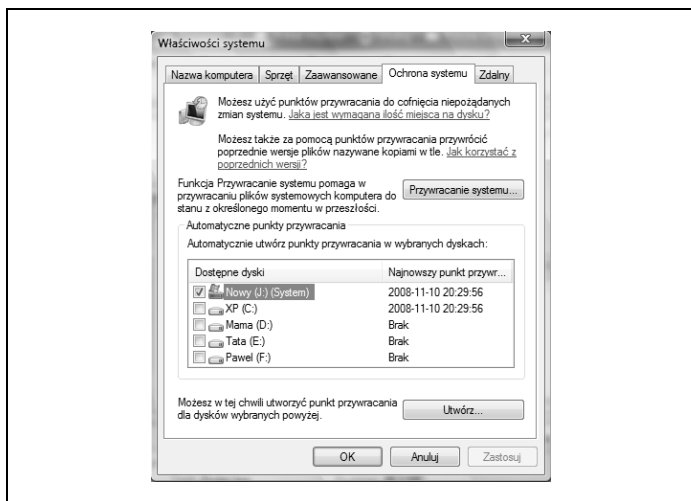 Właściwości systemu
Nazwa komputera Sprzęt Zaawansowane Ochrona systemu Zdalny
Możesz użyć punktów przywracania do cofnięcia niepożądanych
zmian systemu. Jaka jest wymagana ilość miejsca na dysku?
Możesz także za pomocą punktów przywracania przywrócić
poprzednie wersje plików nazywane kopiami w tle. Jak korzystać z
poprzednich wersji?
Funkcja Przywracanie systemu pomaga w
przywracaniu plików systemowych komputera do
stanu z określonego momentu w przeszłości.
Przywracanie systemu...
Automatyczne punkty przywracania
Automatycznie utwórz punkty przywracania w wybranych dyskach:
Dostępne dyski Najnowszy punkt przywr...
Nowy (J:) (System) 2008-11-10 20:29:56
XP (C:) 2008-11-10 20:29:56
Mama (D:) Brak
Tata (E:) Brak
Pawel (F:) Brak
Możesz w tej chwili utworzyć punkt przywracania
dla dysków wybranych powyżej.
Utwórz...
OK Anuluj Zastosuj